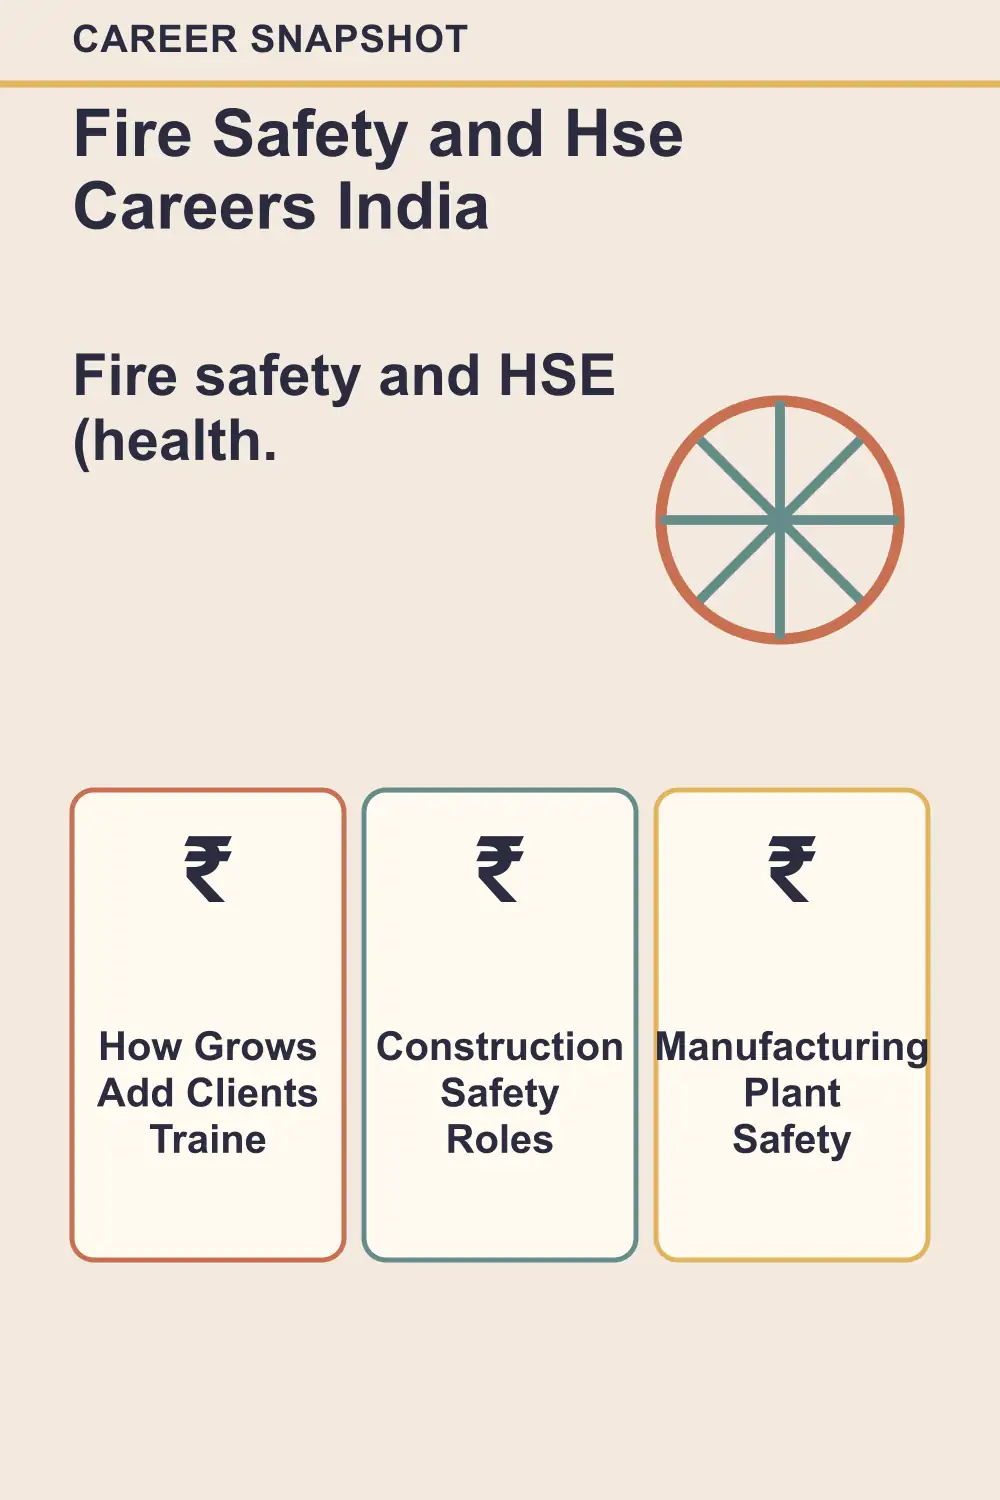 CAREER SNAPSHOT
Fire Safety and Hse
Careers India
Fire safety and HSE
(health.
₹
How Grows
Add Clients
Traine
₹
Construction
Safety
Roles
₹
Manufacturing
Plant
Safety